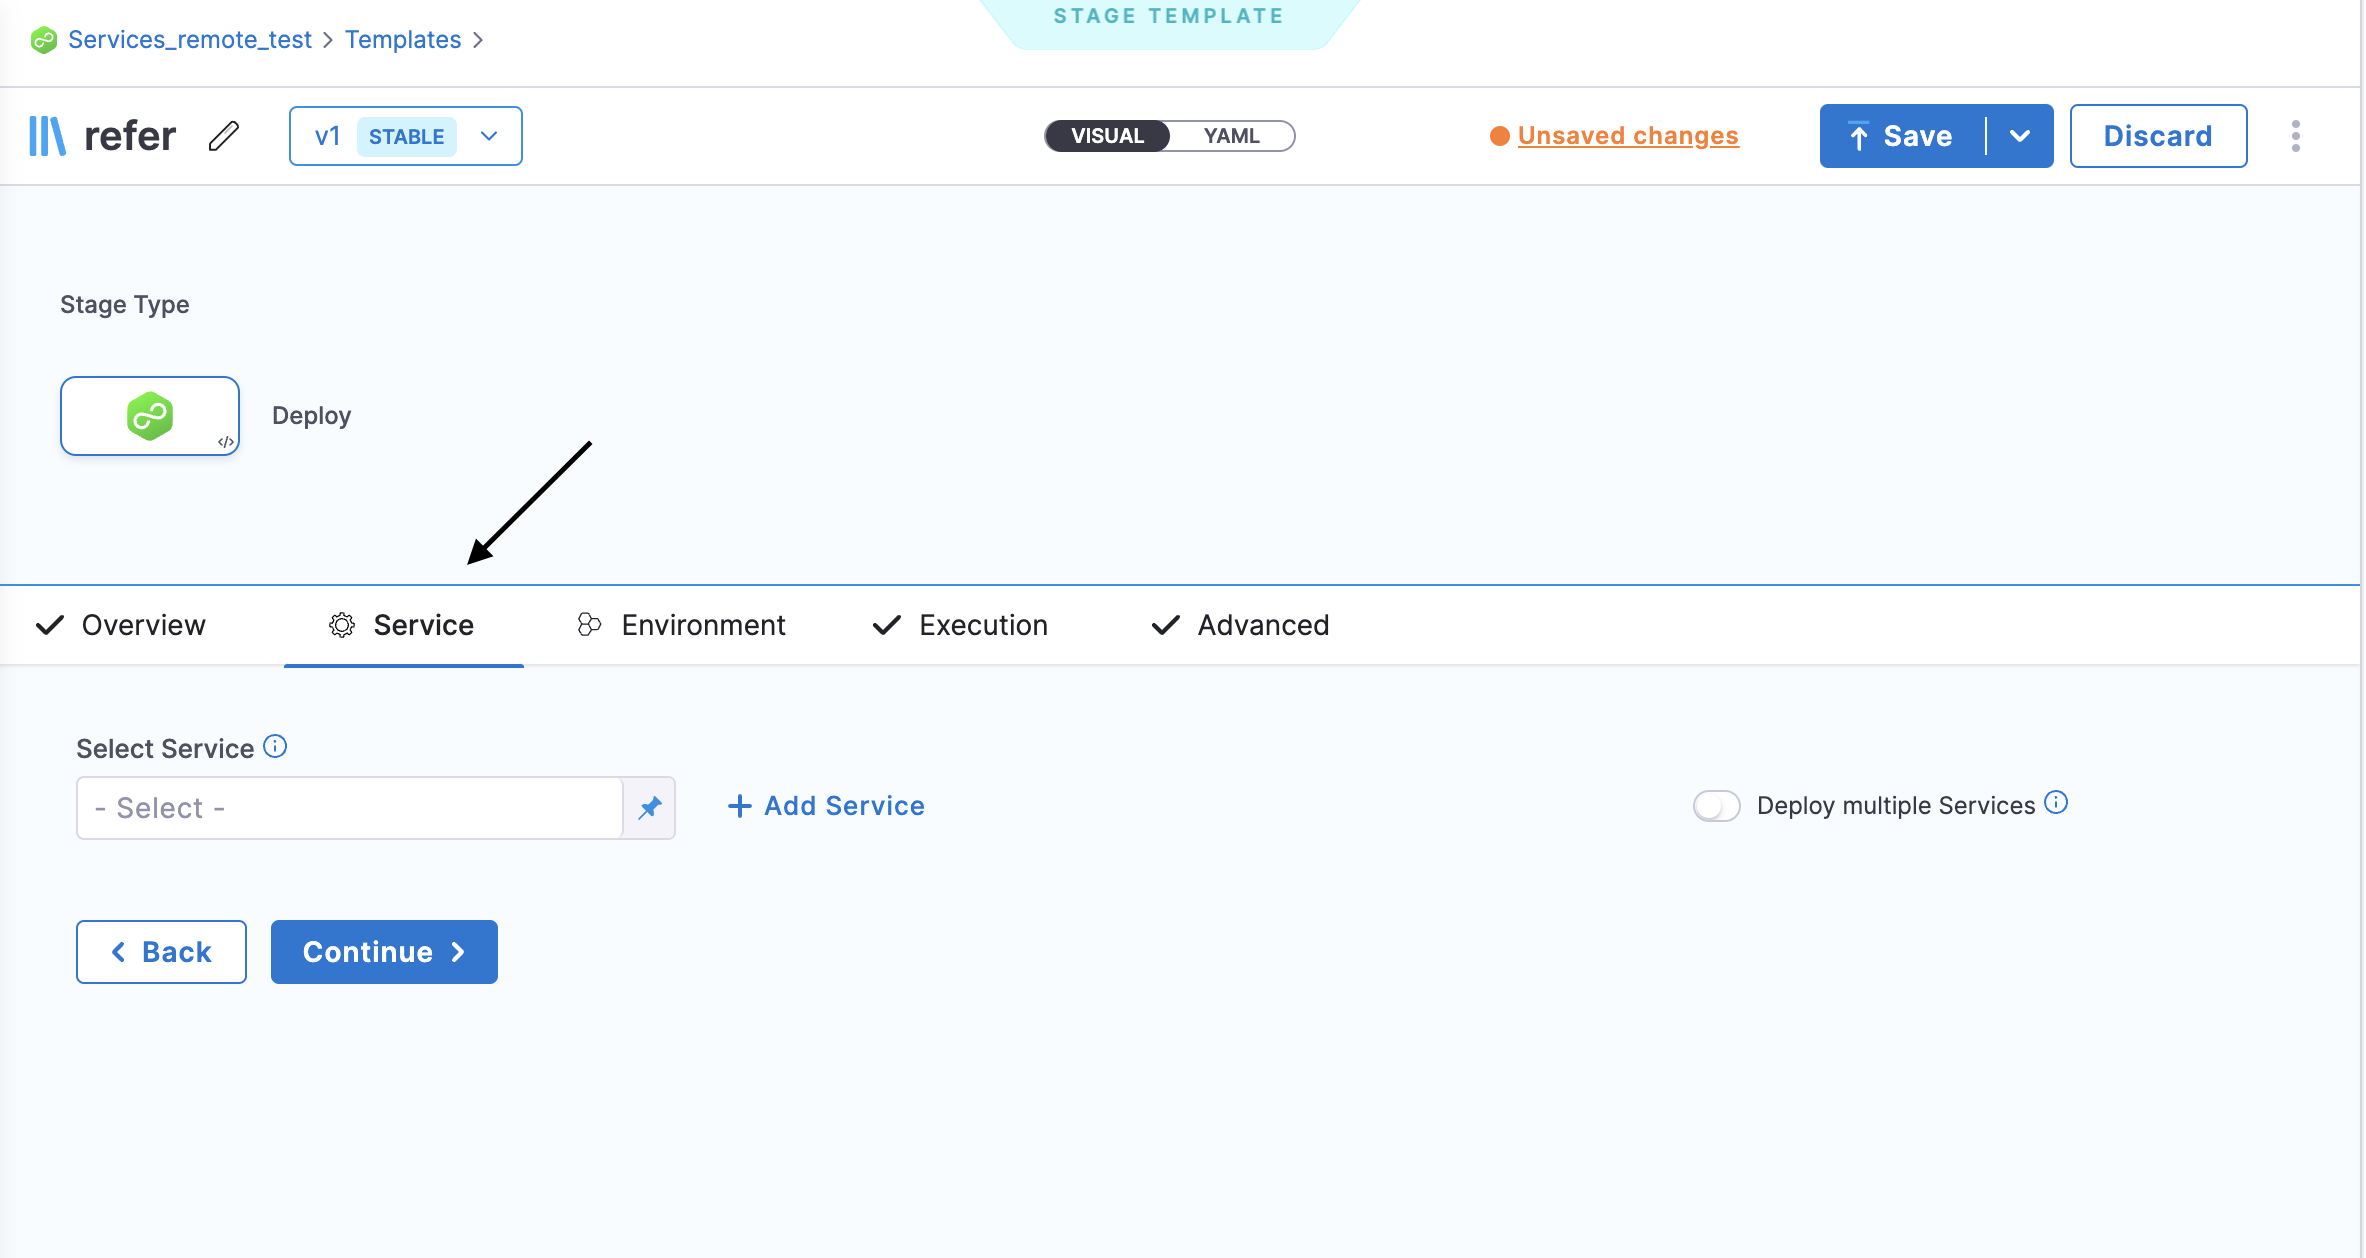 STAGE TEMPLATE
Services_remote_test > Templates >
refer
v1 STABLE
VISUAL YAML
Unsaved changes
Save
Discard
Stage Type
</>
Deploy
Overview
Service
Environment
Execution
Advanced
Select Service
- Select -
+ Add Service
Deploy multiple Services
Back
Continue